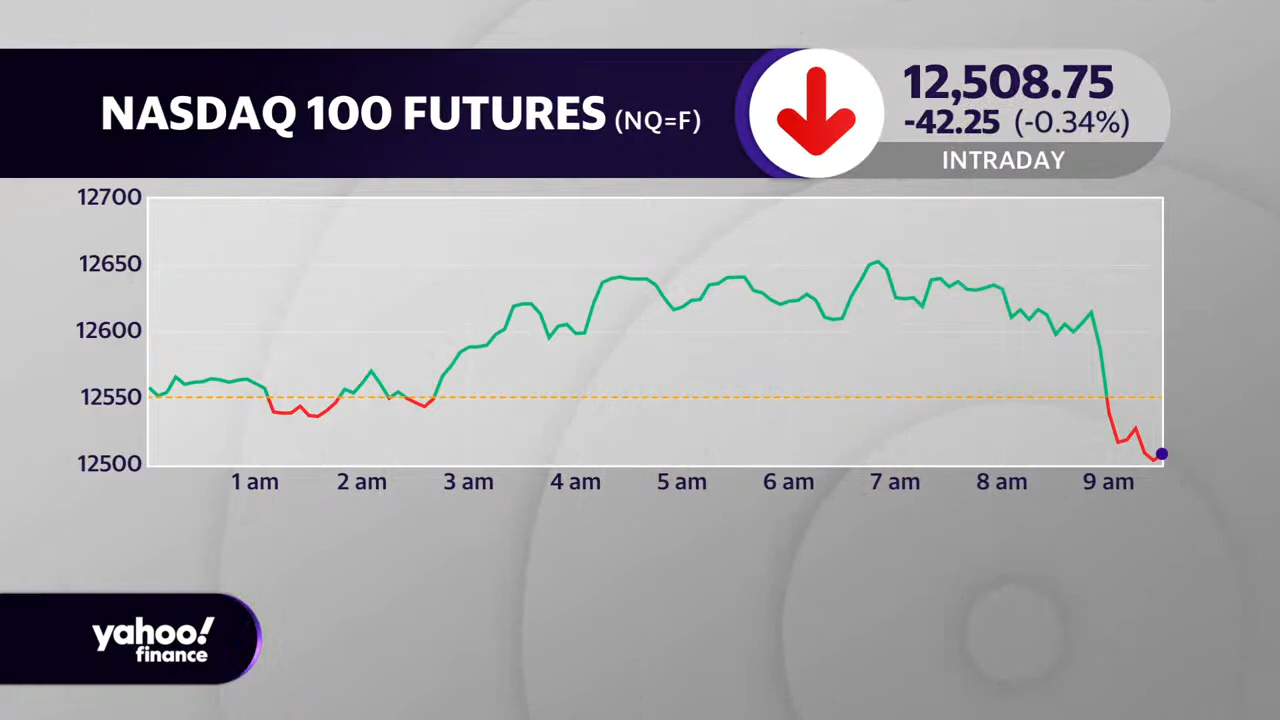 NASDAQ 100 FUTURES (NQ=F)
12,508.75
-42.25 (-0.34%)
INTRADAY
12700
12650
12600
12550
12500
1 am 2 am 3 am 4 am 5 am 6 am 7 am 8 am 9 am
yahoo!
finance